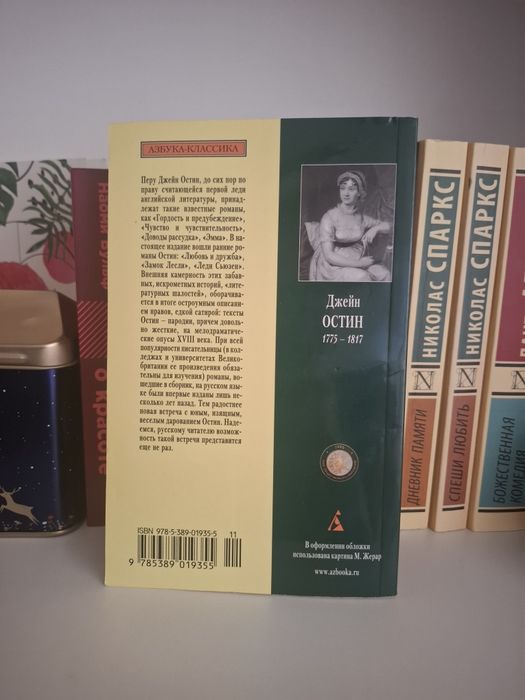 АЗБУКА-КЛАССИКА
Перу Джейн Остин, до сих пор по
праву считающейся первой леди
английской литературы, принад-
лежат такие известные романы,
как «Гордость и предубеждение»,
«Чувство и чувствительность»,
«Доводы рассудка», «Эмма». В на-
стоящее издание вошли ранние ро-
маны Остин: «Любовь и дружба»,
«Замок Лесли», «Леди Сьюзен».
Внешняя камерность этих забав-
ных, искрометных историй, «лите-
ратурных шалостей», оборачивает-
ся в итоге остроумным описани-
ем нравов, едкой сатирой: тексты
Остин – пародии, причем доволь-
но жесткие, на мелодраматиче-
ские опусы XVIII века. При всей
популярности писательницы (в кол-
леджах и университетах Велико-
британии ее произведения обяза-
тельны для изучения) романы, во-
шедшие в сборник, на русском язы-
ке были впервые изданы лишь не-
сколько лет назад. Тем радостнее
новая встреча с юным, изящным,
веселым дарованием Остин. Наде-
емся, русскому читателю возмож-
ность такой встречи представится
еще не раз.
ISBN 978-5-389-01935-5
11
9 785389 019355
Джейн
ОСТИН
1775 – 1817
В оформлении обложки
использована картина М. Жерар
www.azbooka.ru
Наоми Вульф
о красоте
НИКОЛАС СПАРКС
ДНЕВНИК ПАМЯТИ
НИКОЛАС СПАРКС
СПЕШИ ЛЮБИТЬ
БОЖЕСТВЕННАЯ
КОМЕДИЯ